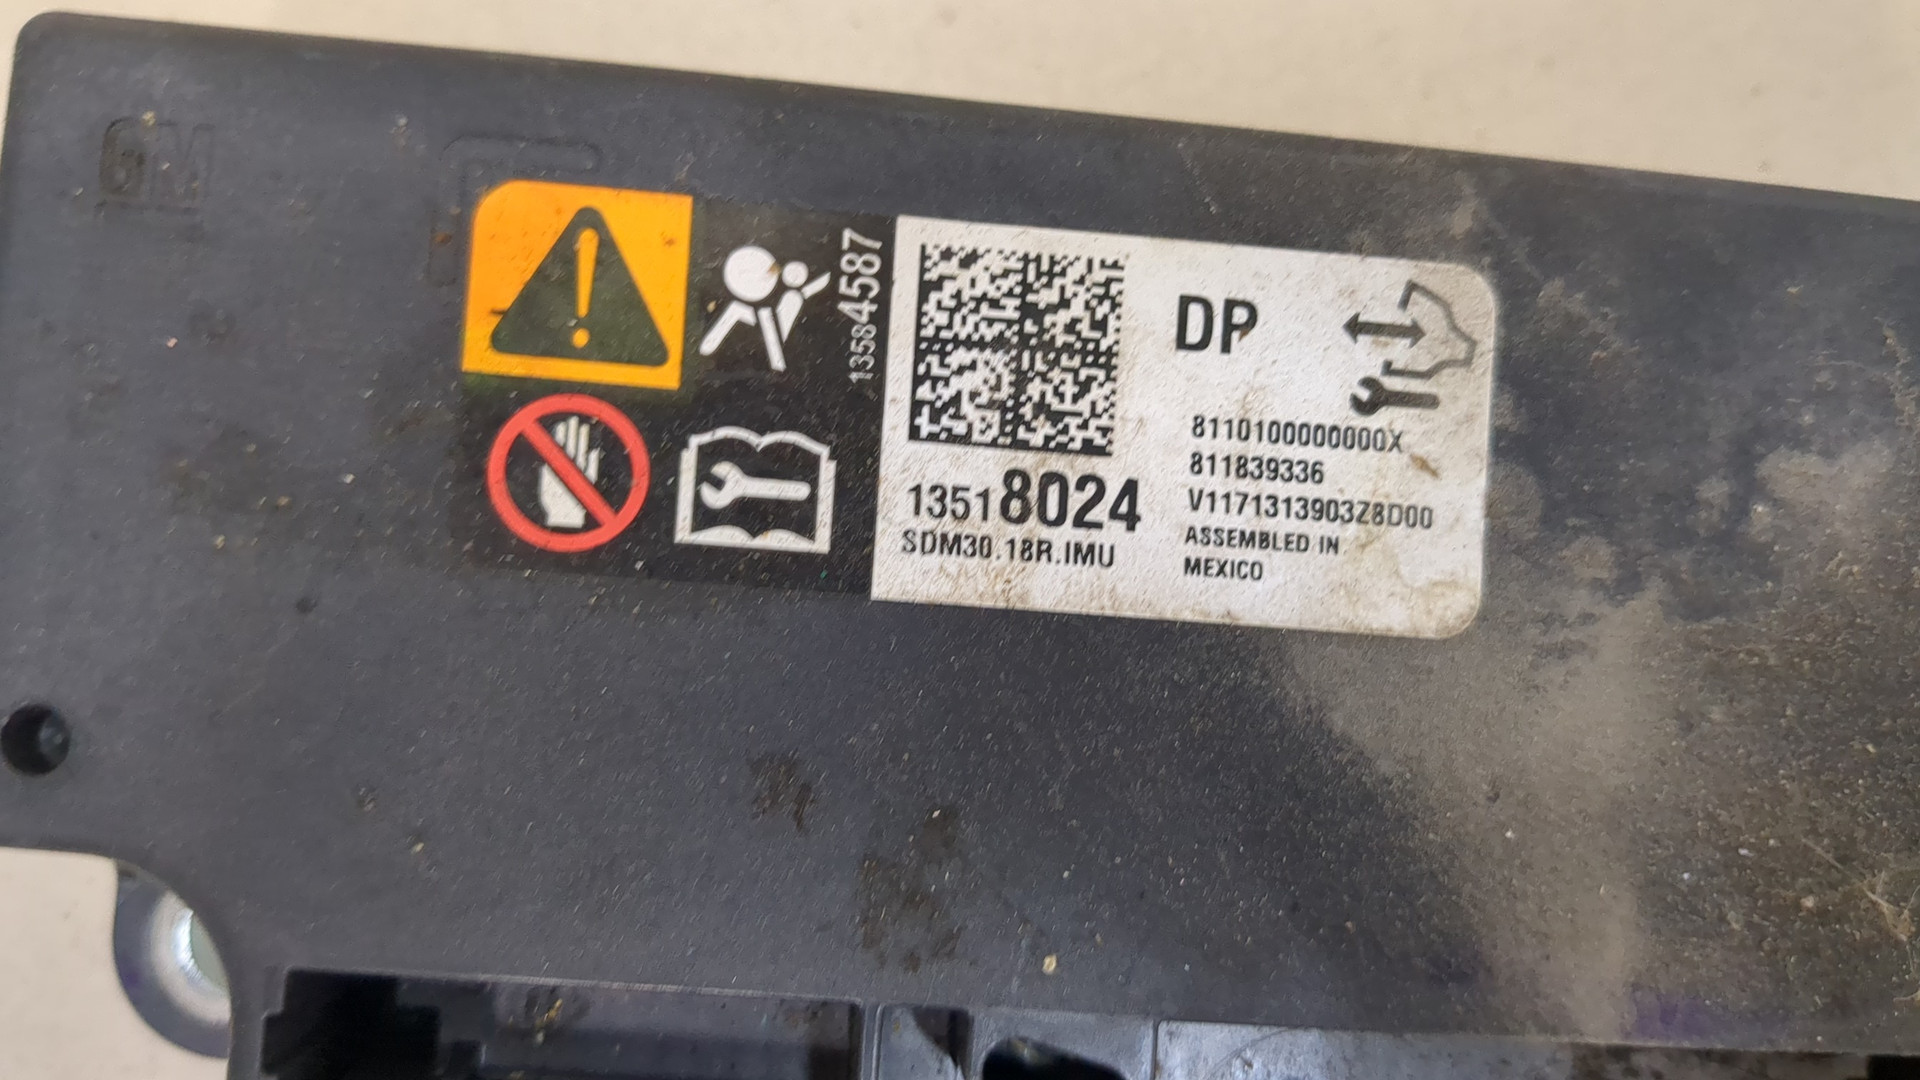 GM
13584587
DP
8110100000000X
811839336
V1171313903Z8D00
ASSEMBLED IN
MEXICO
13518024
SDM30.18R.IMU